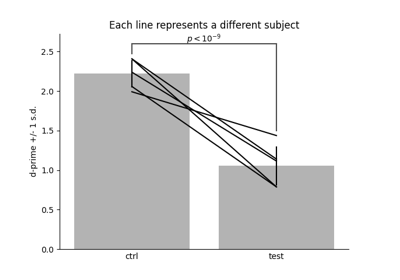 Each line represents a different subject
p < 10⁻⁹
d-prime +/- 1 s.d.
2.5
2.0
1.5
1.0
0.5
0.0
ctrl test